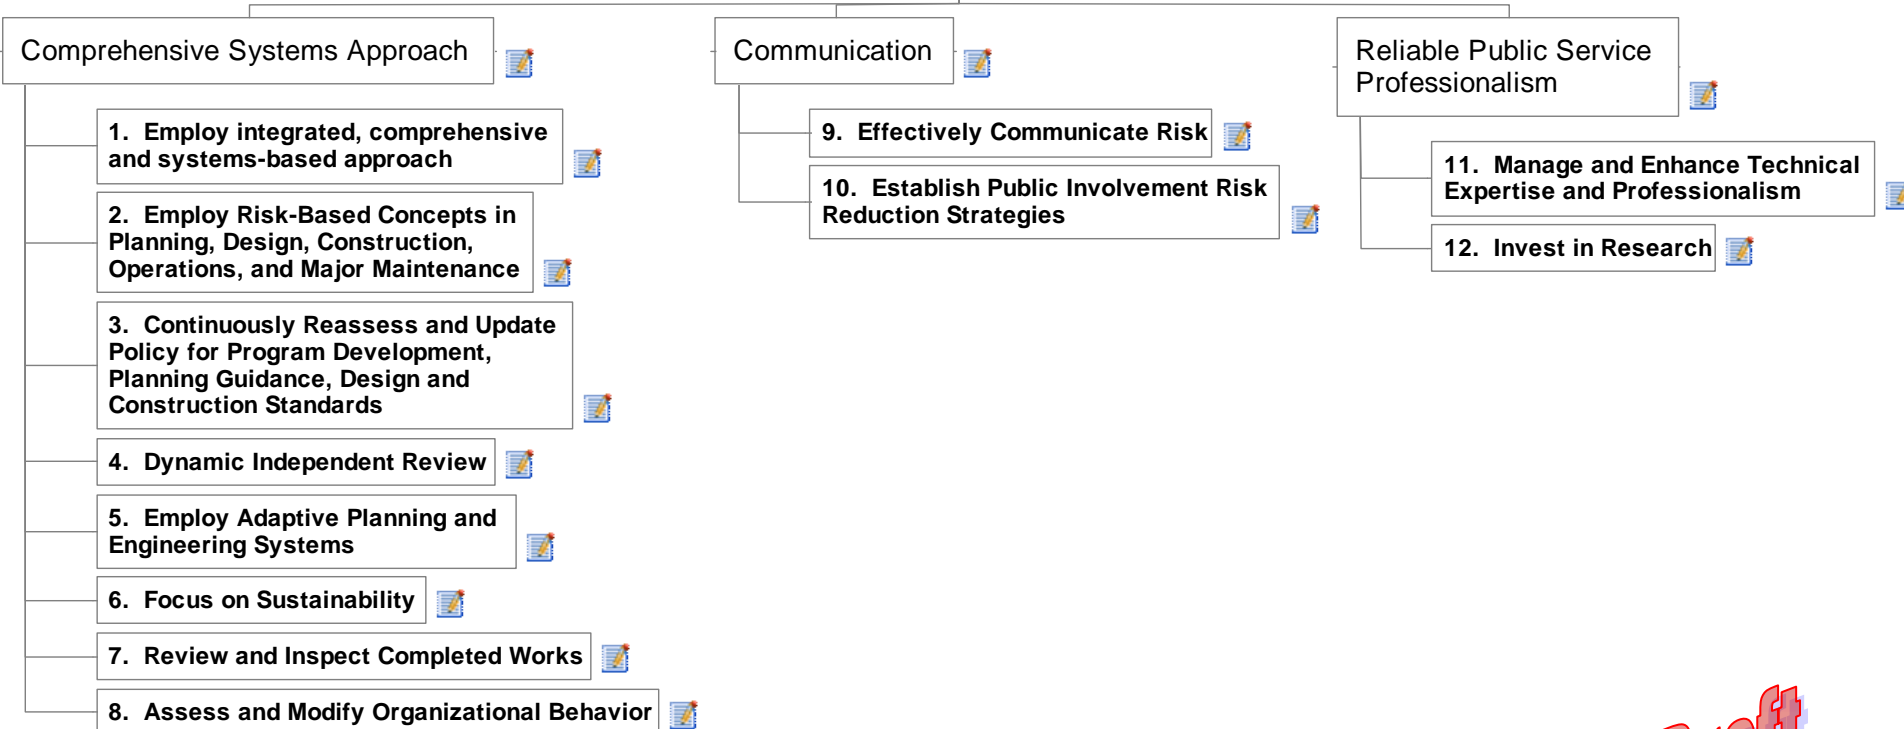 Comprehensive Systems Approach
1. Employ integrated, comprehensive
and systems-based approach
2. Employ Risk-Based Concepts in
Planning, Design, Construction,
Operations, and Major Maintenance
3. Continuously Reassess and Update
Policy for Program Development,
Planning Guidance, Design and
Construction Standards
4. Dynamic Independent Review
5. Employ Adaptive Planning and
Engineering Systems
6. Focus on Sustainability
7. Review and Inspect Completed Works
8. Assess and Modify Organizational Behavior
Communication
9. Effectively Communicate Risk
10. Establish Public Involvement Risk
Reduction Strategies
Reliable Public Service
Professionalism
11. Manage and Enhance Technical
Expertise and Professionalism
12. Invest in Research